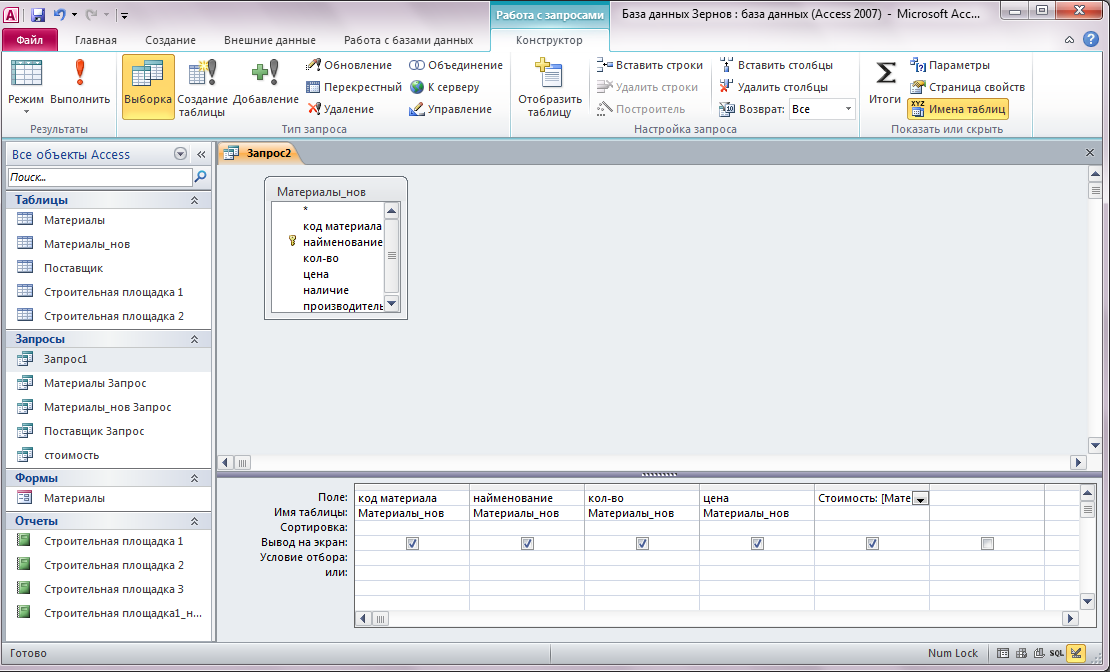 Работа с запросами
База данных Зернов : база данных (Access 2007) - Microsoft Acc...
Файл
Главная
Создание
Внешние данные
Работа с базами данных
Конструктор
Режим
Выполнить
Результаты
Выборка
Создание таблицы
Добавление
Обновление
Перекрестный
Удаление
Объединение
К серверу
Управление
Тип запроса
Отобразить таблицу
Вставить строки
Удалить строки
Построитель
Вставить столбцы
Удалить столбцы
Возврат: Все
Настройка запроса
Итоги
Параметры
Страница свойств
XYZ Имена таблиц
Показать или скрыть
Все объекты Access
Поиск...
Таблицы
Материалы
Материалы_нов
Поставщик
Строительная площадка 1
Строительная площадка 2
Запросы
Запрос1
Материалы Запрос
Материалы_нов Запрос
Поставщик Запрос
стоимость
Формы
Материалы
Отчеты
Строительная площадка 1
Строительная площадка 2
Строительная площадка 3
Строительная площадка1_н...
Запрос2
Материалы_нов
*
код материала
найменование
кол-во
цена
наличие
производитель
Поле: код материала найменование кол-во цена Стоимость: [Мате
Имя таблицы: Материалы_нов Материалы_нов Материалы_нов Материалы_нов
Сортировка:
Вывод на экран:
Условие отбора:
или:
Готово
Num Lock
SQL